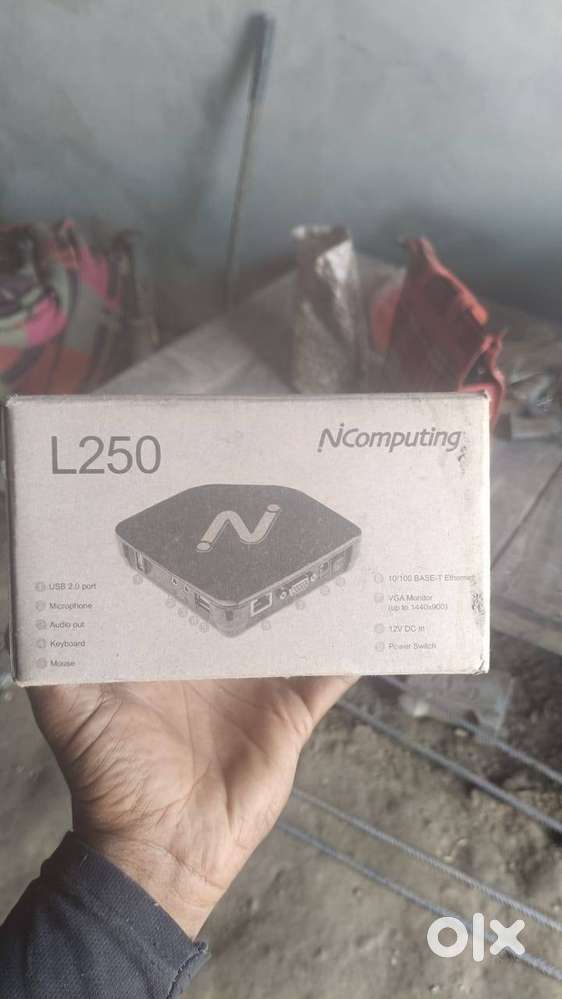 L250
NComputing
USB 2.0 port
Microphone
Audio out
Keyboard
Mouse
10/100 BASE-T Ethernet
VGA Monitor
(up to 1440x900)
12V DC In
Power Switch
olx